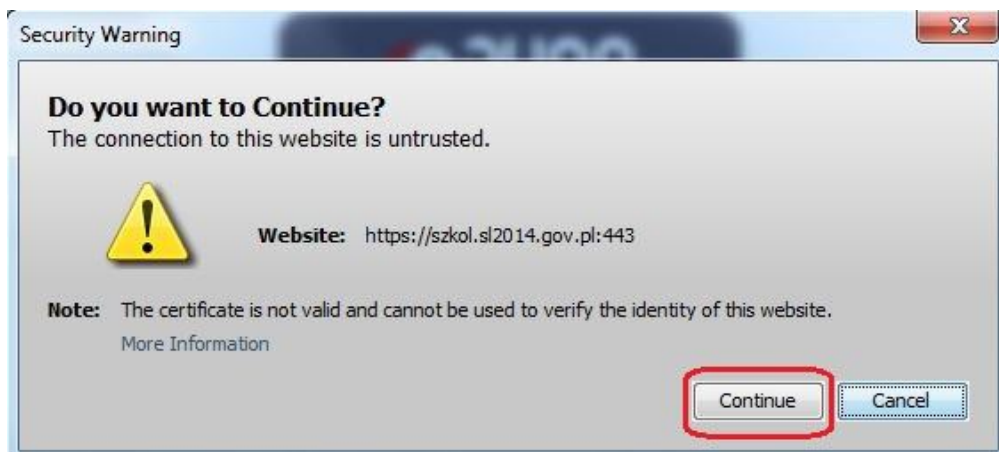 Security Warning
Do you want to Continue?
The connection to this website is untrusted.
Website: https://szkol.sl2014.gov.pl:443
Note: The certificate is not valid and cannot be used to verify the identity of this website.
More Information
Continue Cancel